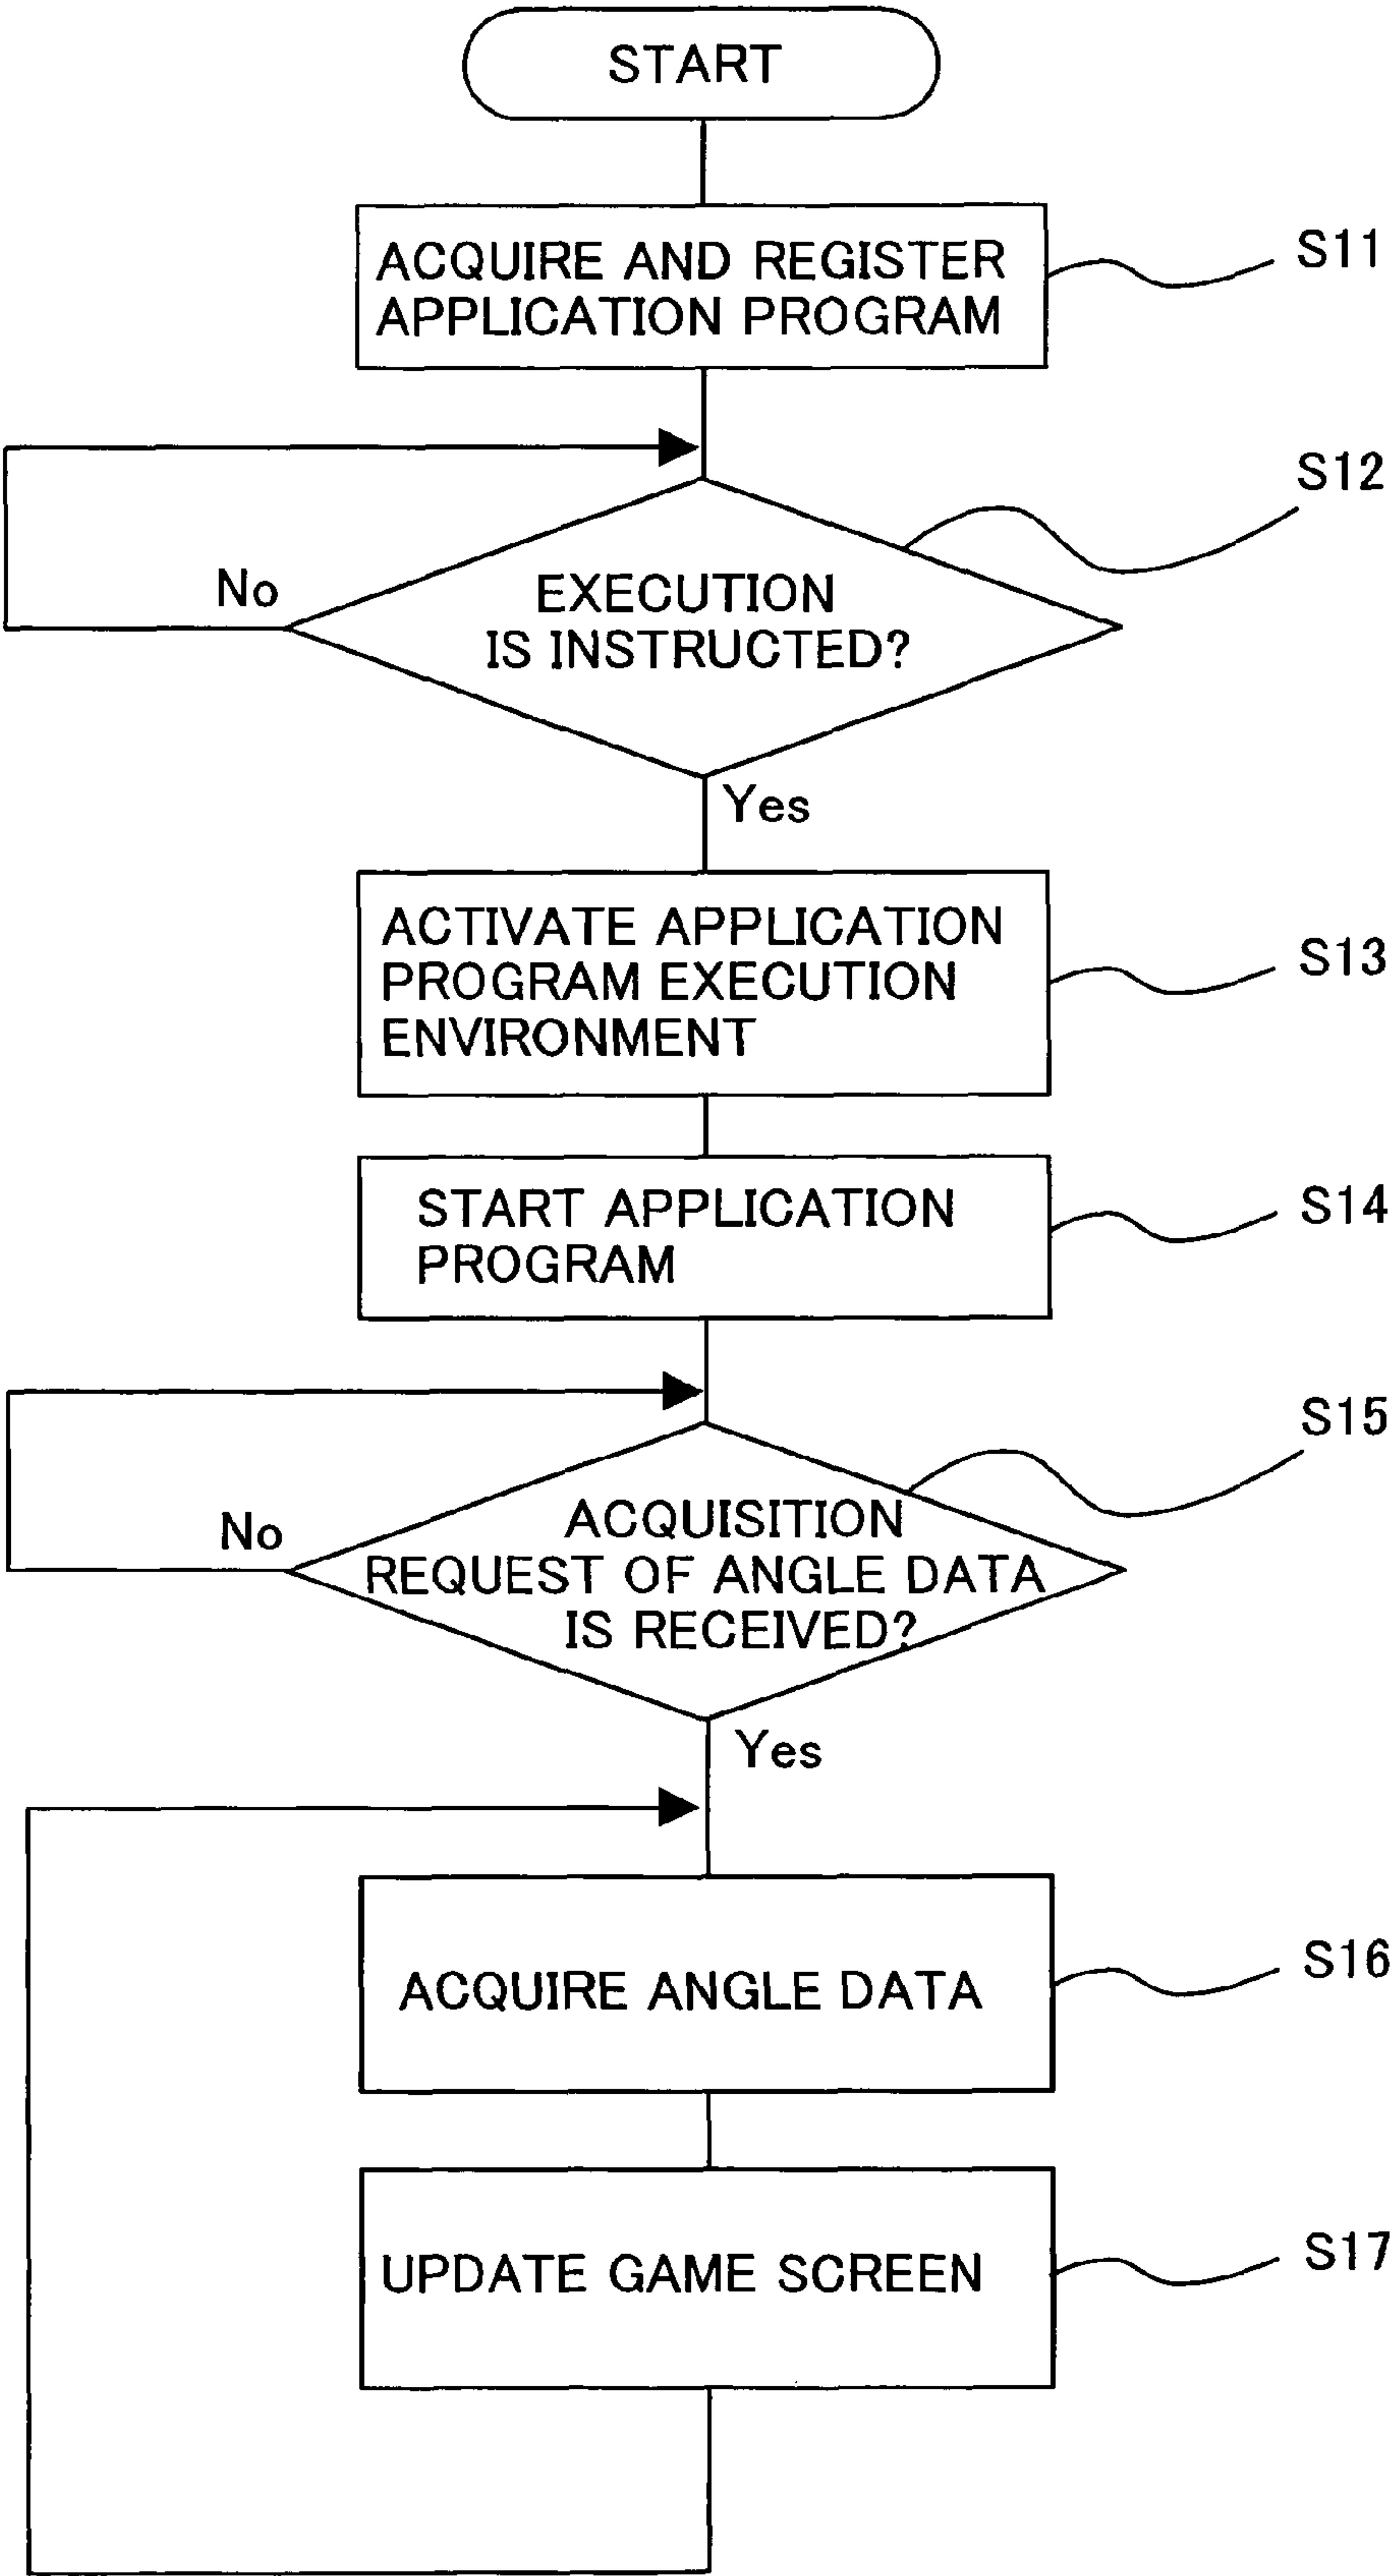 START
ACQUIRE AND REGISTER
APPLICATION PROGRAM
S11
S12
No
EXECUTION
IS INSTRUCTED?
Yes
ACTIVATE APPLICATION
PROGRAM EXECUTION
ENVIRONMENT
S13
START APPLICATION
PROGRAM
S14
S15
No
ACQUISITION
REQUEST OF ANGLE DATA
IS RECEIVED?
Yes
ACQUIRE ANGLE DATA
S16
UPDATE GAME SCREEN
S17